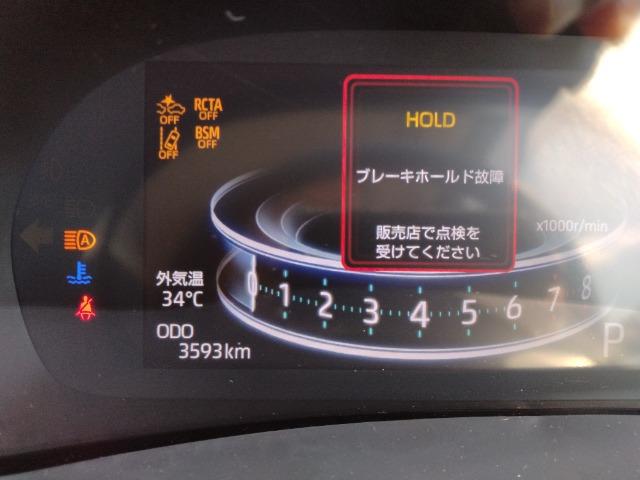 OFF
RCTA
OFF
OFF
BSM
OFF
HOLD
ブレーキホールド故障
販売店で点検を
受けてください
x1000r/min
A
外気温
34℃
0 1 2 3 4 5 6 7 8
P
ODO
3593km